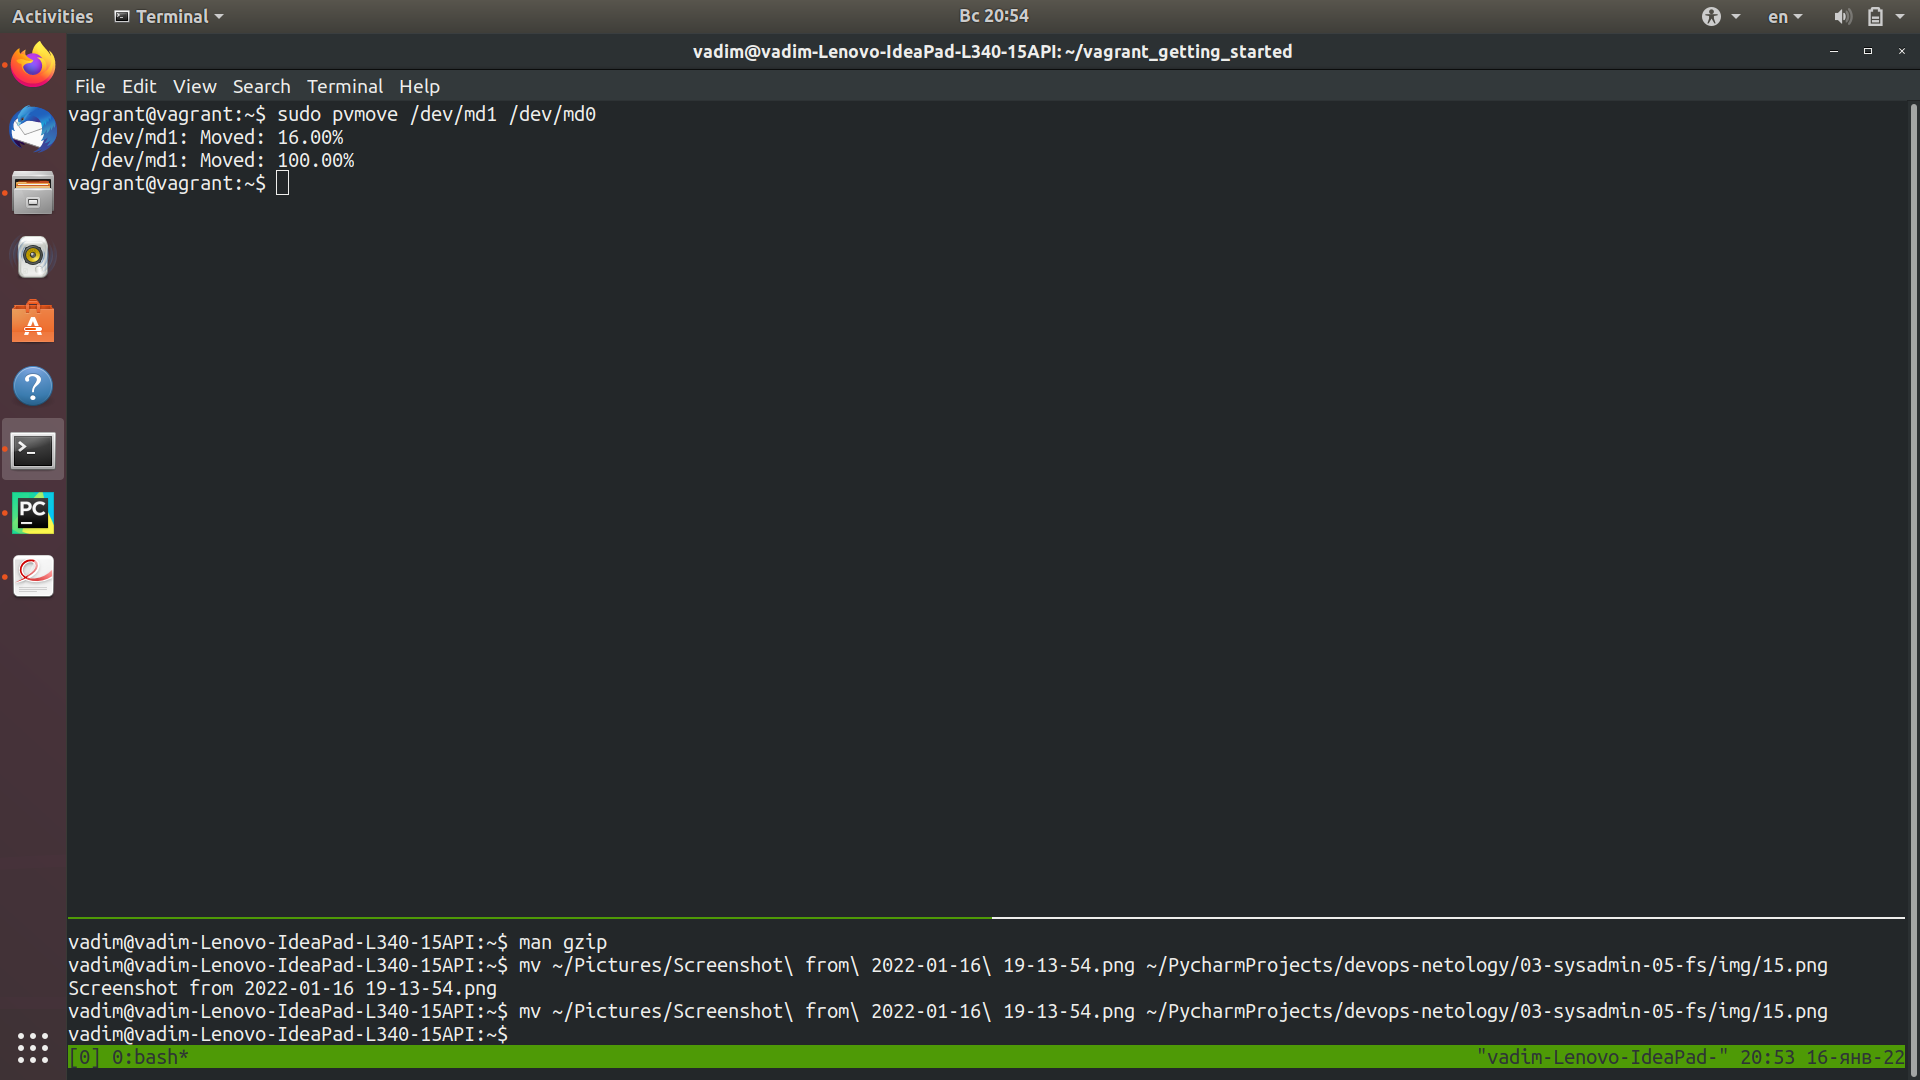 Activities Terminal Вс 20:54 en
vadim@vadim-Lenovo-IdeaPad-L340-15API: ~/vagrant_getting_started
File Edit View Search Terminal Help
vagrant@vagrant:~$ sudo pvmove /dev/md1 /dev/md0
  /dev/md1: Moved: 16.00%
  /dev/md1: Moved: 100.00%
vagrant@vagrant:~$
PC
vadim@vadim-Lenovo-IdeaPad-L340-15API:~$ man gzip
vadim@vadim-Lenovo-IdeaPad-L340-15API:~$ mv ~/Pictures/Screenshot\ from\ 2022-01-16\ 19-13-54.png ~/PycharmProjects/devops-netology/03-sysadmin-05-fs/img/15.png
Screenshot from 2022-01-16 19-13-54.png
vadim@vadim-Lenovo-IdeaPad-L340-15API:~$ mv ~/Pictures/Screenshot\ from\ 2022-01-16\ 19-13-54.png ~/PycharmProjects/devops-netology/03-sysadmin-05-fs/img/15.png
vadim@vadim-Lenovo-IdeaPad-L340-15API:~$
[0] 0:bash* "vadim-Lenovo-IdeaPad-" 20:53 16-янв-22